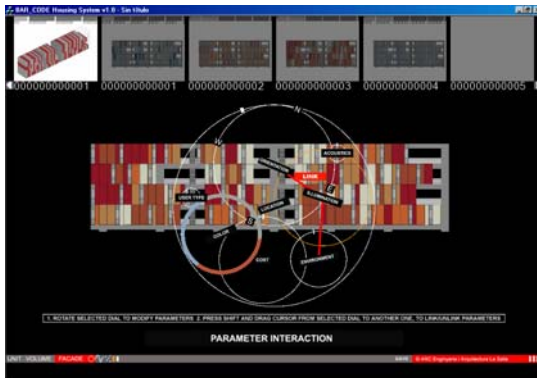 BAR_CODE Housing System v1.0 - Sin título
000000000001 000000000001 000000000002 000000000003 000000000004 000000000005
N
W
ACOUSTICS
ORIENTATION
LINK
E
USER TYPE
ILLUMINATION
LOCATION
S
COLOR
COST
ENVIRONMENT
1. ROTATE SELECTED DIAL TO MODIFY PARAMETERS 2. PRESS SHIFT AND DRAG CURSOR FROM SELECTED DIAL TO ANOTHER ONE, TO LINK/UNLINK PARAMETERS
PARAMETER INTERACTION
UNIT - VOLUME FACADE
© ARC Enginyeria i Arquitectura La Salle